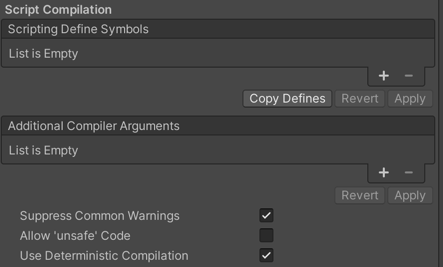 Script Compilation
Scripting Define Symbols
List is Empty
+ −
Copy Defines Revert Apply
Additional Compiler Arguments
List is Empty
+ −
Revert Apply
Suppress Common Warnings
Allow 'unsafe' Code
Use Deterministic Compilation